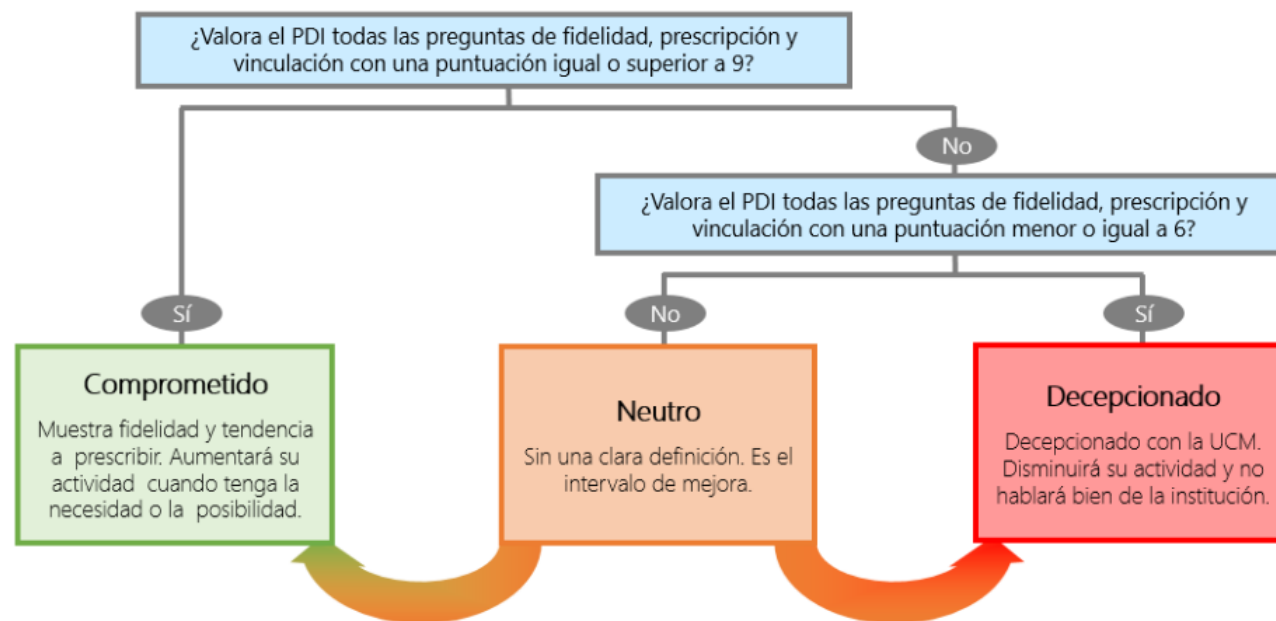 ¿Valora el PDI todas las preguntas de fidelidad, prescripción y
vinculación con una puntuación igual o superior a 9?
No
¿Valora el PDI todas las preguntas de fidelidad, prescripción y
vinculación con una puntuación menor o igual a 6?
Sí
No
Sí
Comprometido
Muestra fidelidad y tendencia
a prescribir. Aumentará su
actividad cuando tenga la
necesidad o la posibilidad.
Neutro
Sin una clara definición. Es el
intervalo de mejora.
Decepcionado
Decepcionado con la UCM.
Disminuirá su actividad y no
hablará bien de la institución.